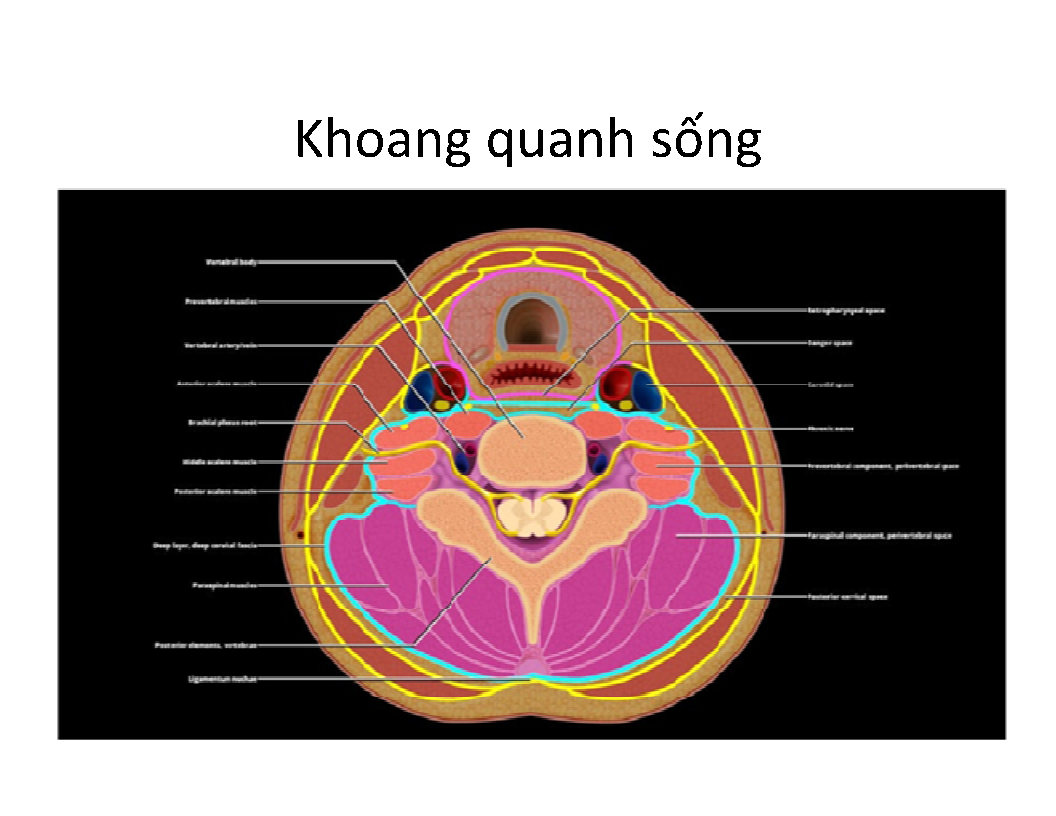 Khoang quanh sống
Vertebral body
Prevertebral muscles
Vertebral artery/vein
Anterior scalene muscle
Brachial plexus root
Middle scalene muscle
Posterior scalene muscle
Deep layer, deep cervical fascia
Paraspinal muscles
Posterior elements, vertebrae
Ligamentum nuchae
Retropharyngeal space
Danger space
Carotid space
Phrenic nerve
Prevertebral component, perivertebral space
Paraspinal component, perivertebral space
Posterior cervical space